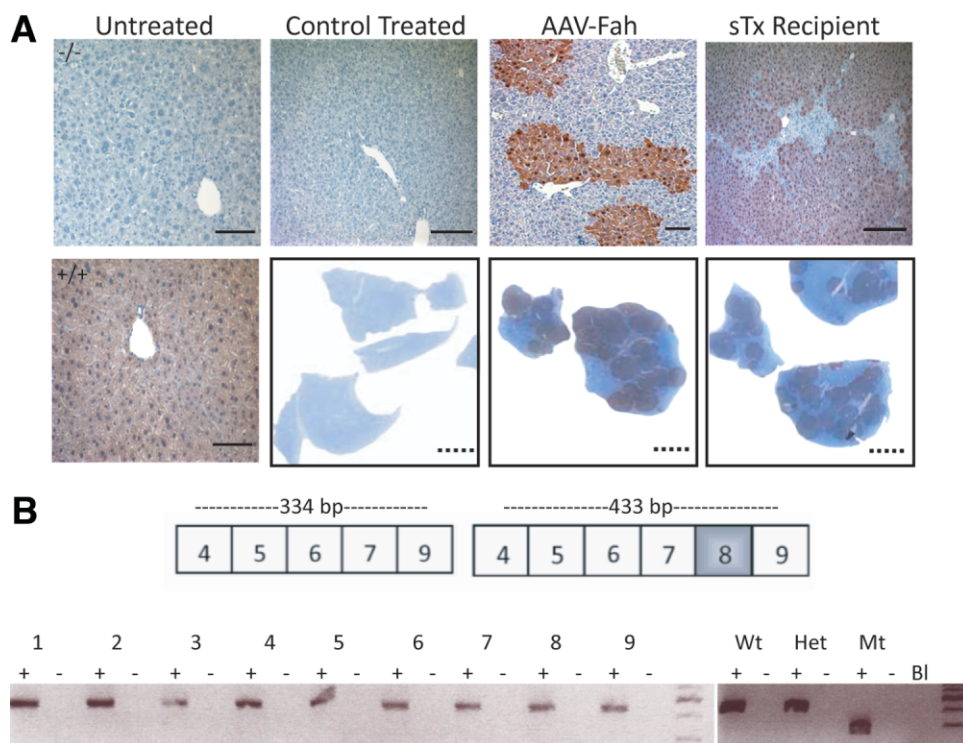 A
Untreated Control Treated AAV-Fah sTx Recipient
-/-
+/+
B
------------334 bp------------ ---------------433 bp---------------
4 5 6 7 9 4 5 6 7 8 9
1 2 3 4 5 6 7 8 9 Wt Het Mt
+ - + - + - + - + - + - + - + - + - + - + - + - Bl